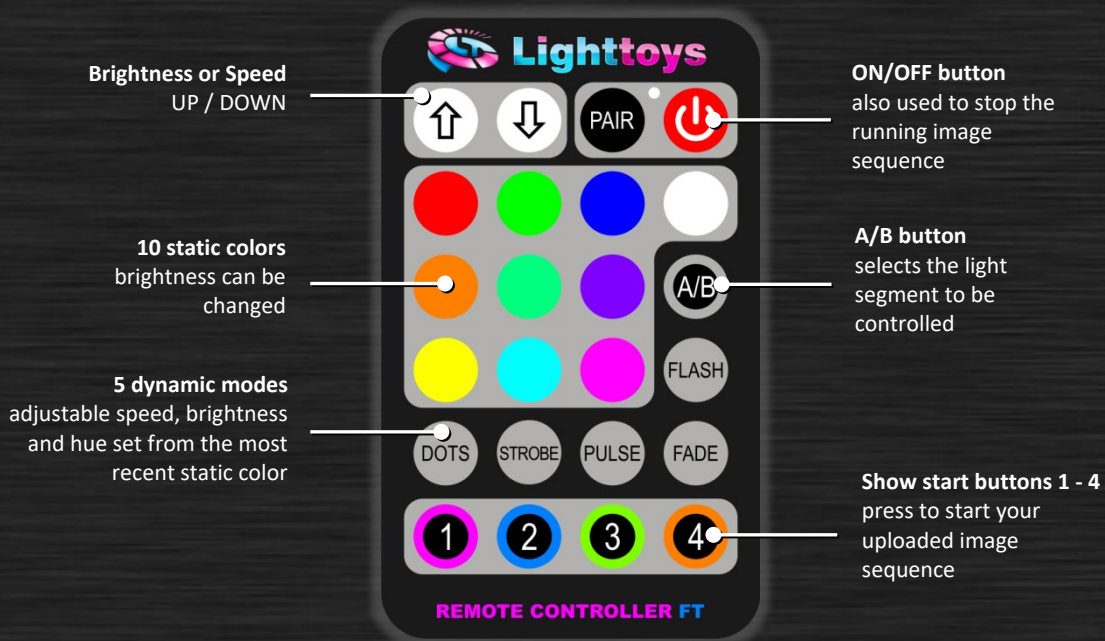 LT Lighttoys
Brightness or Speed
UP / DOWN
PAIR
ON/OFF button
also used to stop the
running image
sequence
10 static colors
brightness can be
changed
A/B
A/B button
selects the light
segment to be
controlled
FLASH
5 dynamic modes
adjustable speed, brightness
and hue set from the most
recent static color
DOTS STROBE PULSE FADE
1 2 3 4
Show start buttons 1 - 4
press to start your
uploaded image
sequence
REMOTE CONTROLLER FT